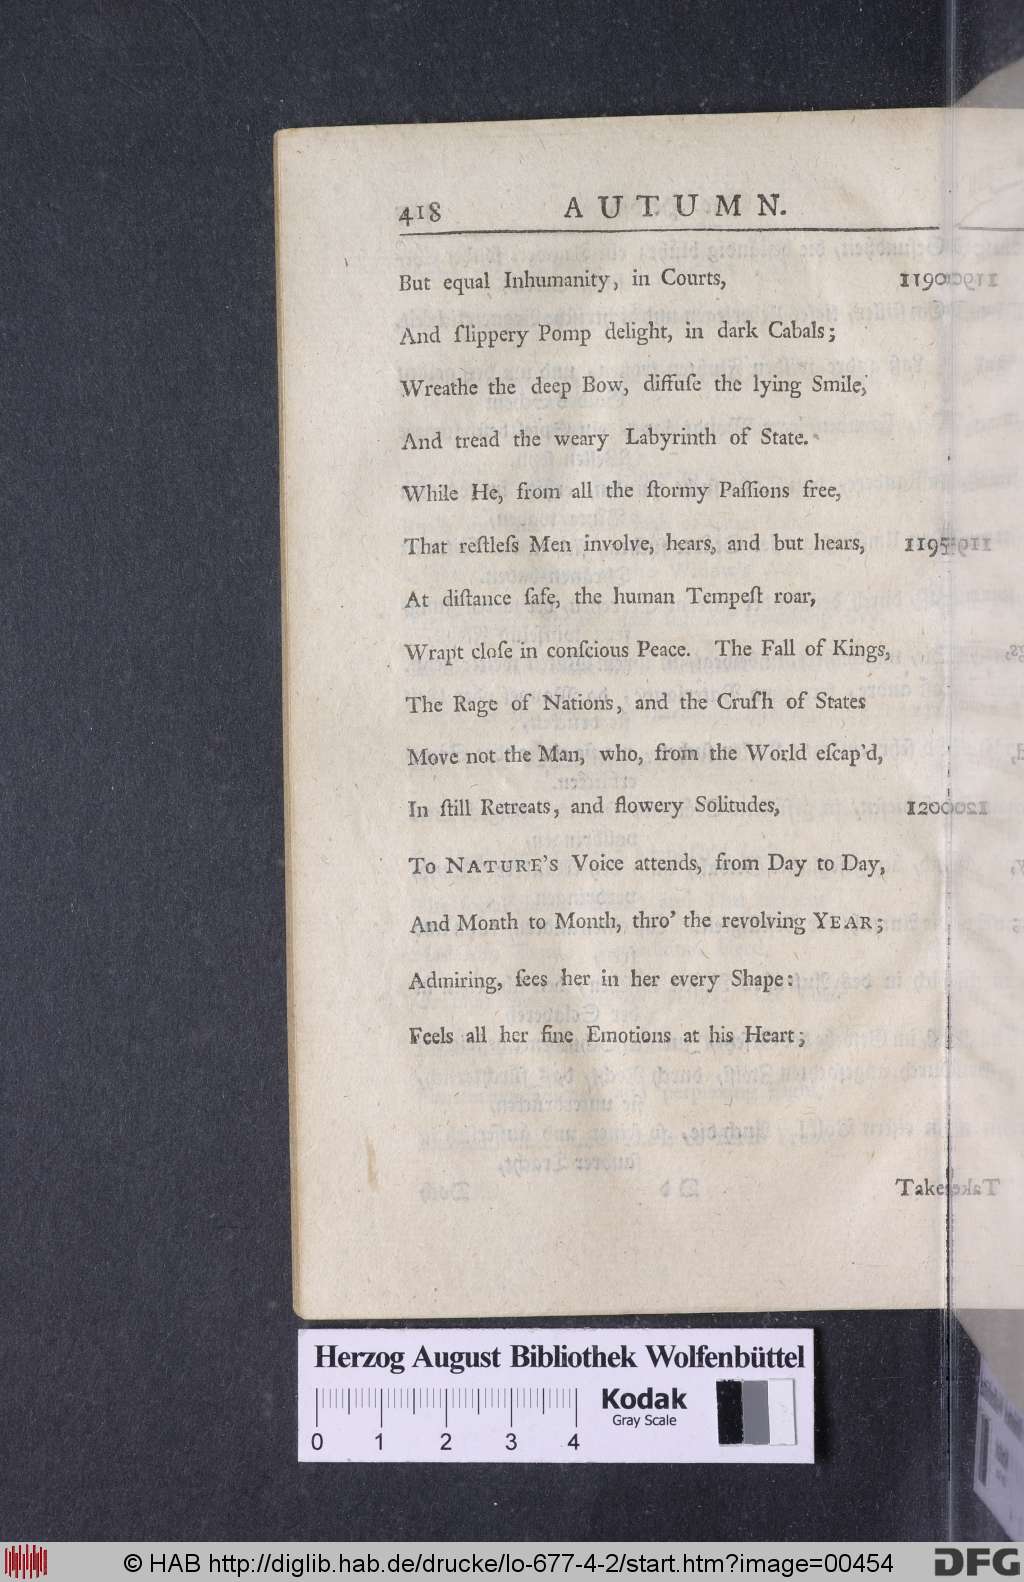 418 AUTUMN.
But equal Inhumanity, in Courts, 1190
And ſlippery Pomp delight, in dark Cabals;
Wreathe the deep Bow, diffuſe the lying Smile,
And tread the weary Labyrinth of State.
While He, from all the ſtormy Paſſions free,
That reſtleſs Men involve, hears, and but hears, 1195
At diſtance ſafe, the human Tempeſt roar,
Wrapt cloſe in conſcious Peace. The Fall of Kings,
The Rage of Nations, and the Cruſh of States
Move not the Man, who, from the World eſcap'd,
In ſtill Retreats, and flowery Solitudes, 1200
To NATURE'S Voice attends, from Day to Day,
And Month to Month, thro' the revolving YEAR;
Admiring, ſees her in her every Shape:
Feels all her fine Emotions at his Heart;
Take
Herzog August Bibliothek Wolfenbüttel
Kodak
Gray Scale
0 1 2 3 4
© HAB http://diglib.hab.de/drucke/lo-677-4-2/start.htm?image=00454
DFG